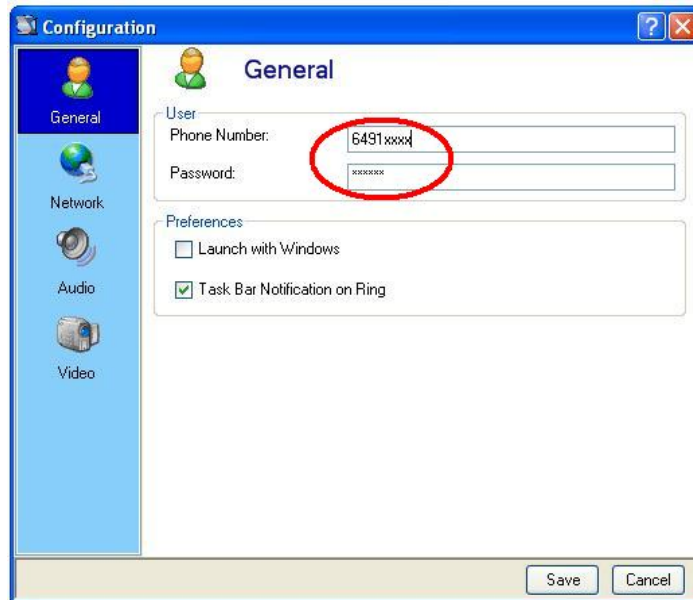 Configuration
General
General
Network
Audio
Video
User
Phone Number:
6491xxxx
Password:
xxxxxx
Preferences
Launch with Windows
Task Bar Notification on Ring
Save
Cancel